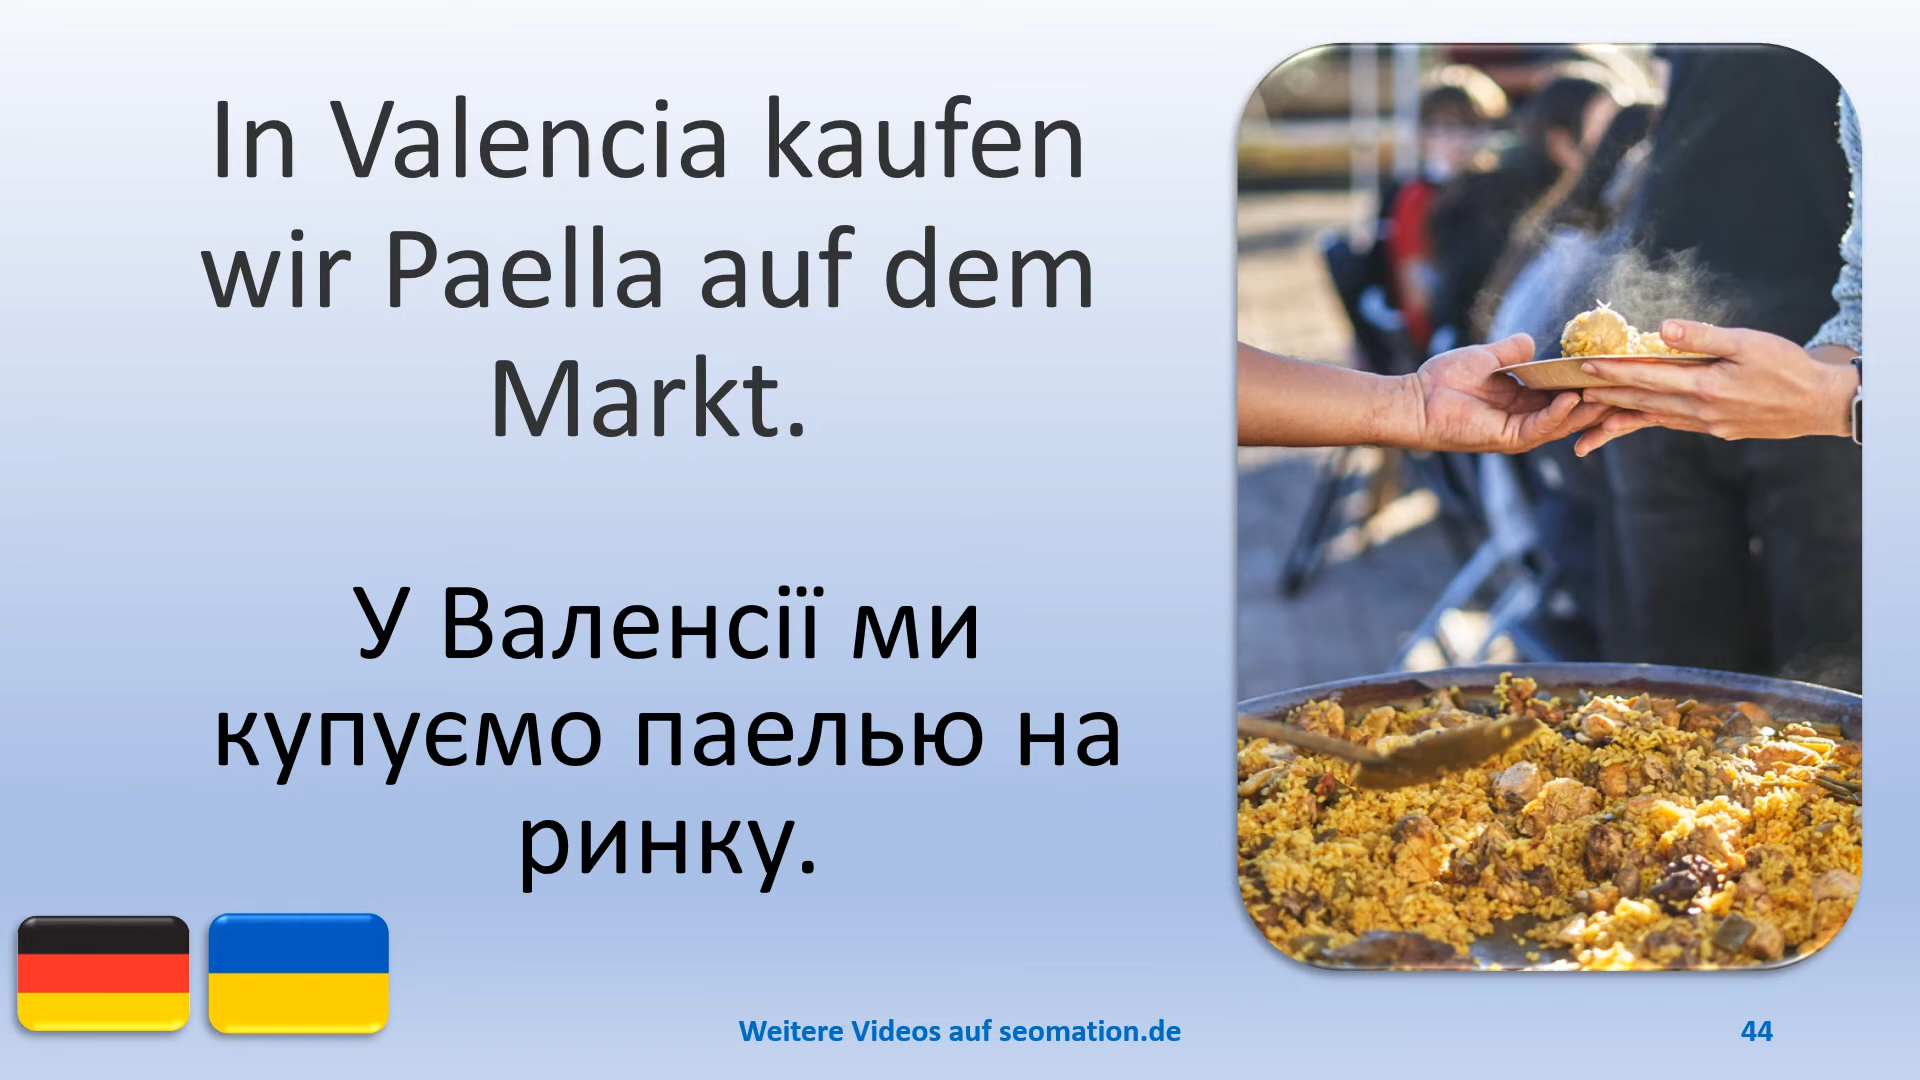 In Valencia kaufen
wir Paella auf dem
Markt.
У Валенсії ми
купуємо паелью на
ринку.
Weitere Videos auf seomation.de
44